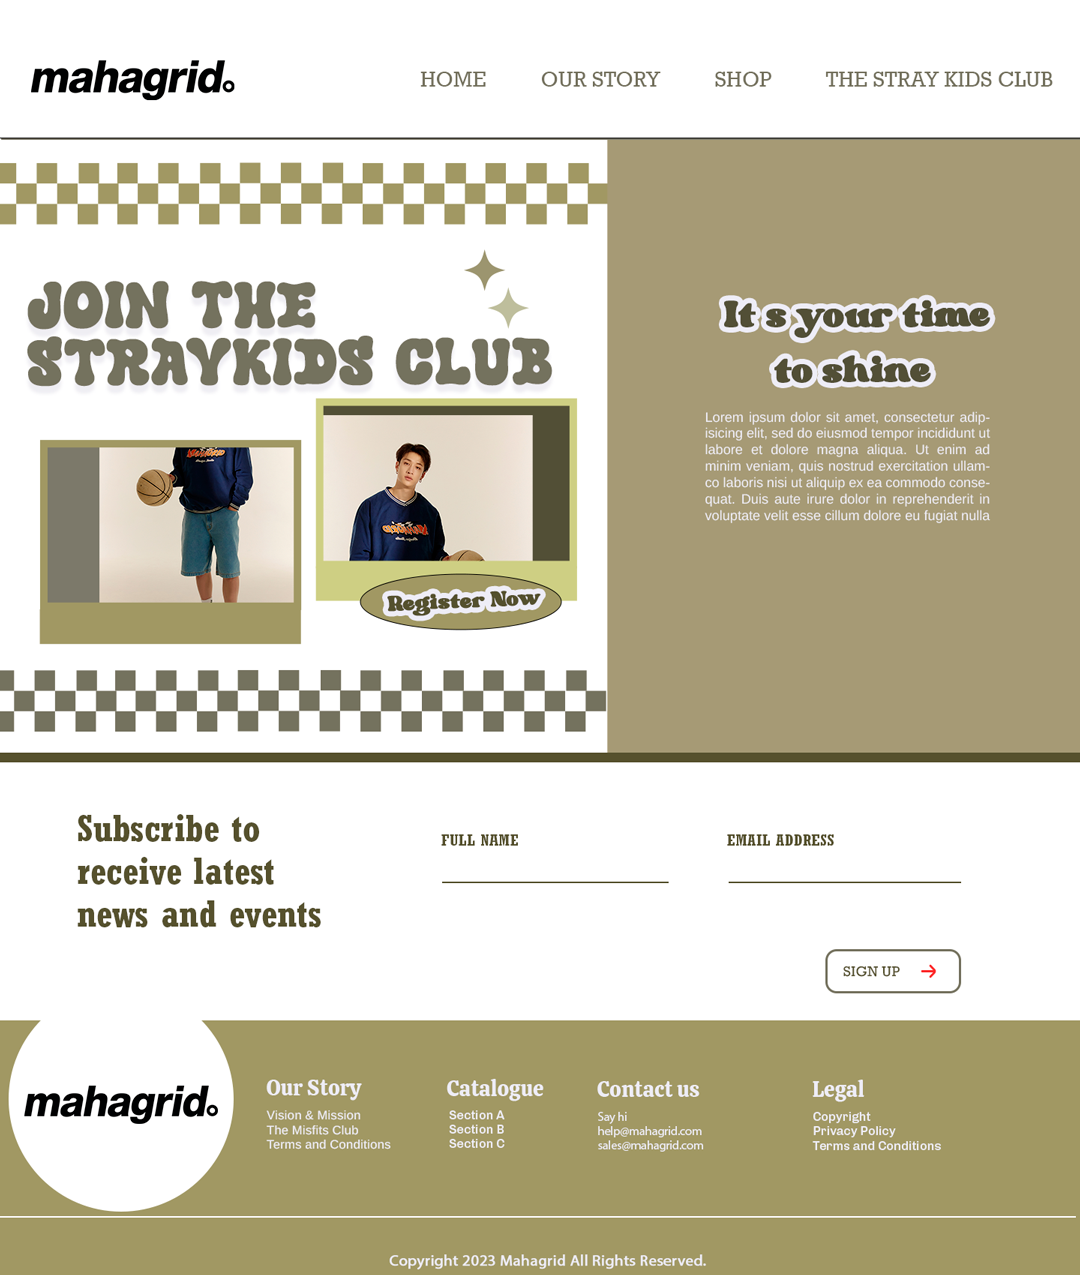 mahagrid
HOME OUR STORY SHOP THE STRAY KIDS CLUB
JOIN THE
STRAYKIDS CLUB
Register Now
It s your time
to shine
Lorem ipsum dolor sit amet, consectetur adip-
isicing elit, sed do eiusmod tempor incididunt ut
labore et dolore magna aliqua. Ut enim ad
minim veniam, quis nostrud exercitation ullam-
co laboris nisi ut aliquip ex ea commodo conse-
quat. Duis aute irure dolor in reprehenderit in
voluptate velit esse cillum dolore eu fugiat nulla
Subscribe to
receive latest
news and events
FULL NAME
EMAIL ADDRESS
SIGN UP
mahagrid
Our Story
Vision & Mission
The Misfits Club
Terms and Conditions
Catalogue
Section A
Section B
Section C
Contact us
Say hi
help@mahagrid.com
sales@mahagrid.com
Legal
Copyright
Privacy Policy
Terms and Conditions
Copyright 2023 Mahagrid All Rights Reserved.